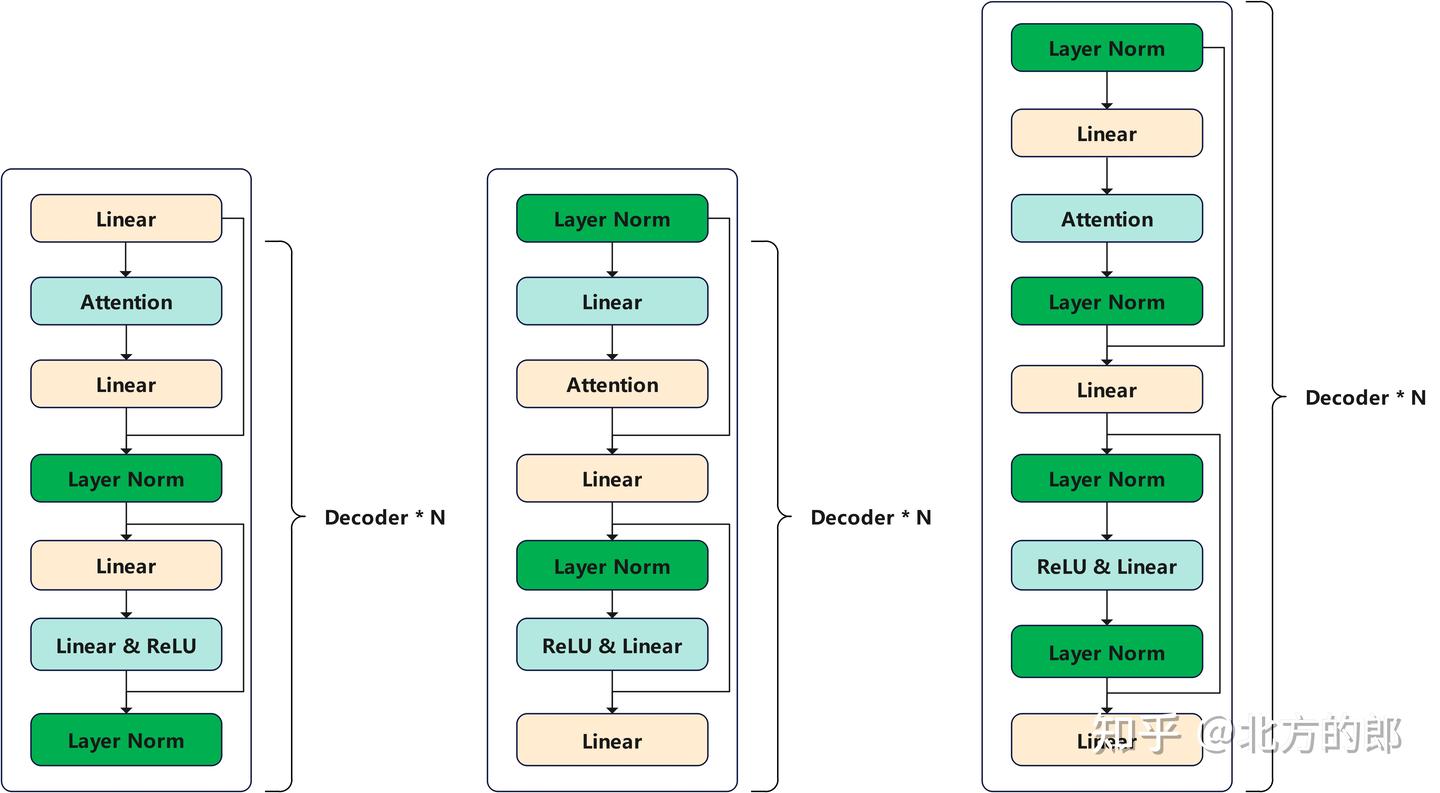 Linear
Attention
Linear
Layer Norm
Linear
Linear & ReLU
Layer Norm
Decoder * N
Layer Norm
Linear
Attention
Linear
Layer Norm
ReLU & Linear
Linear
Decoder * N
Layer Norm
Linear
Attention
Layer Norm
Linear
Layer Norm
ReLU & Linear
Layer Norm
Linear
Decoder * N
知乎 @北方的郎